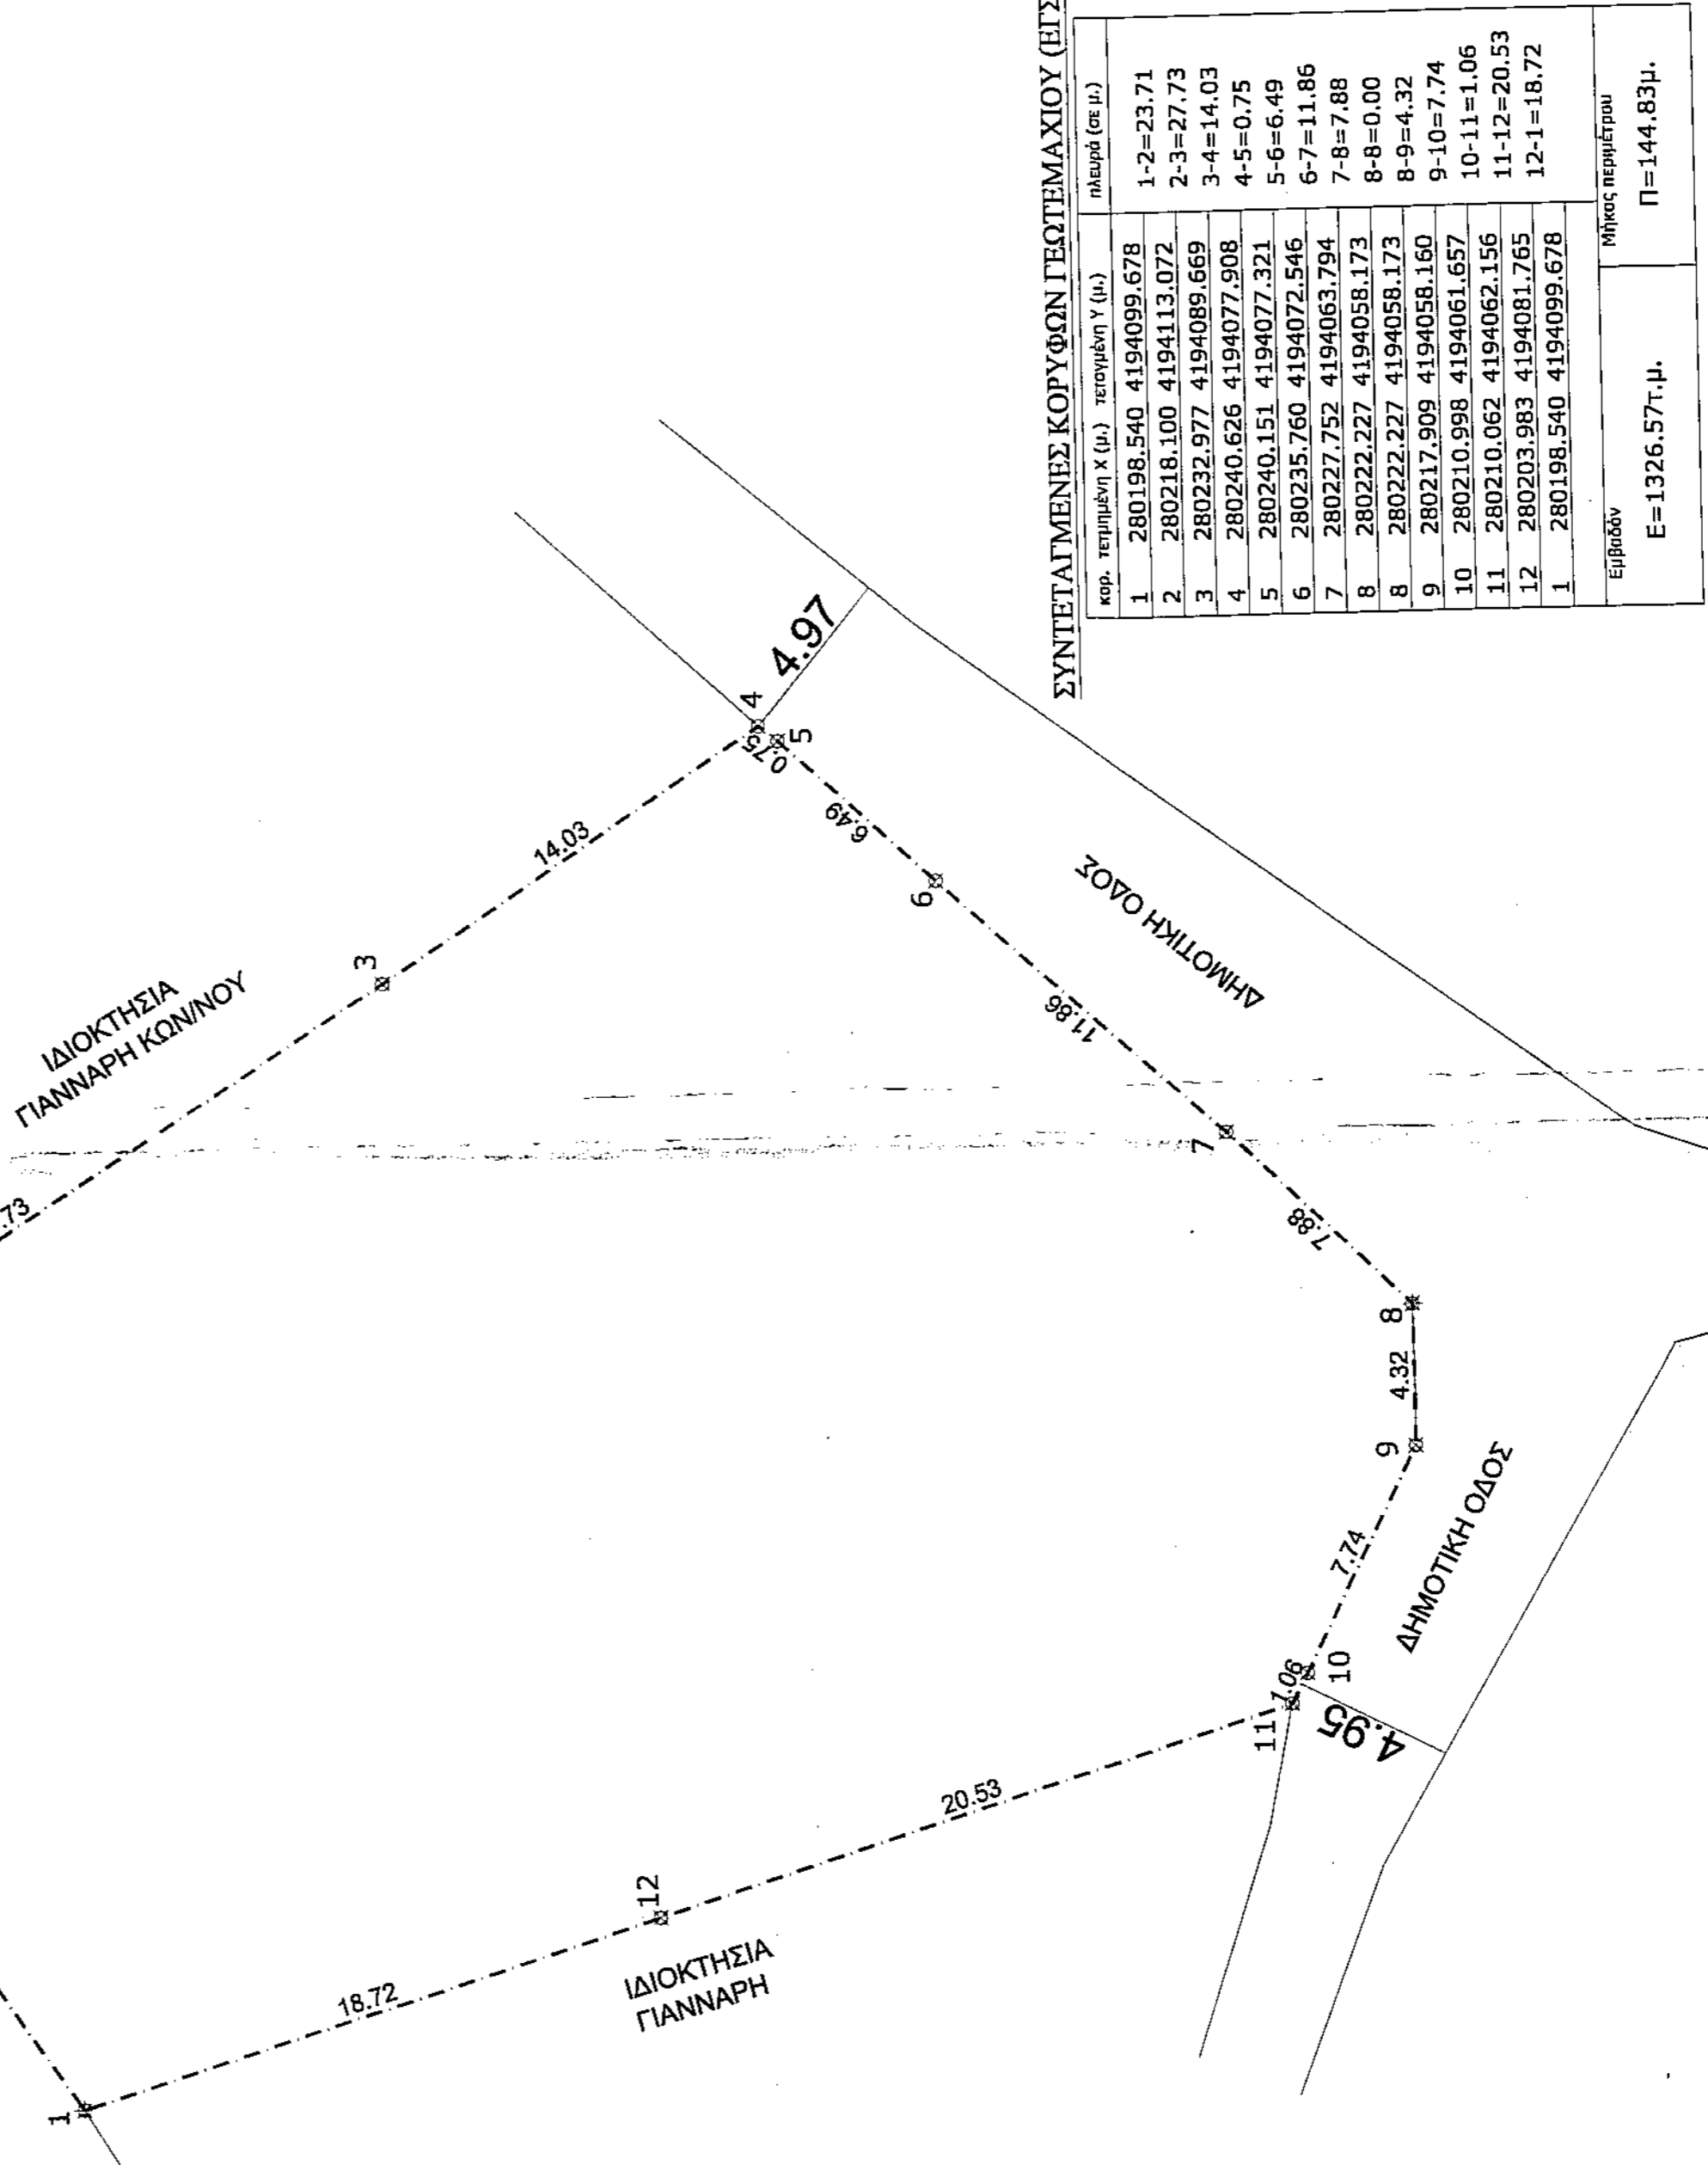 ΙΔΙΟΚΤΗΣΙΑ
ΓΙΑΝΝΑΡΗ ΚΩΝ/ΝΟΥ
.73
3
14.03
4
0.75
5
4.97
6.49
6
11.86
ΔΗΜΟΤΙΚΗ ΟΔΟΣ
7
7.88
8
4.32
9
7.74
ΔΗΜΟΤΙΚΗ ΟΔΟΣ
10
1.06
11
4.95
20.53
12
ΙΔΙΟΚΤΗΣΙΑ
ΓΙΑΝΝΑΡΗ
18.72
1
ΣΥΝΤΕΤΑΓΜΕΝΕΣ ΚΟΡΥΦΩΝ ΓΕΩΤΕΜΑΧΙΟΥ (ΕΓΣ
κορ. τετμημένη Χ (μ.) τεταγμένη Υ (μ.) πλευρά (σε μ.)
1 280198.540 4194099.678
1-2=23.71
2 280218.100 4194113.072
2-3=27.73
3 280232.977 4194089.669
3-4=14.03
4 280240.626 4194077.908
4-5=0.75
5 280240.151 4194077.321
5-6=6.49
6 280235.760 4194072.546
6-7=11.86
7 280227.752 4194063.794
7-8=7.88
8 280222.227 4194058.173
8-8=0.00
8 280222.227 4194058.173
8-9=4.32
9 280217.909 4194058.160
9-10=7.74
10 280210.998 4194061.657
10-11=1.06
11 280210.062 4194062.156
11-12=20.53
12 280203.983 4194081.765
12-1=18.72
1 280198.540 4194099.678
Εμβαδόν Μήκος περιμέτρου
Ε=1326.57τ.μ. Π=144.83μ.